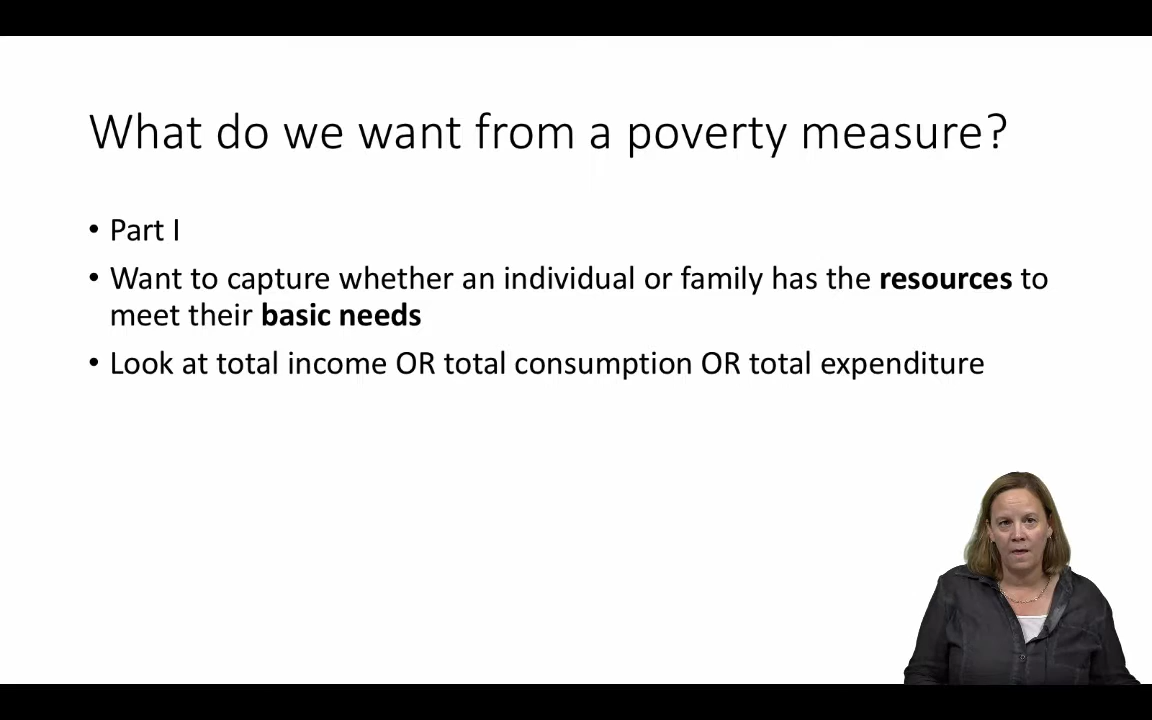 What do we want from a poverty measure?
• Part I
• Want to capture whether an individual or family has the resources to
meet their basic needs
• Look at total income OR total consumption OR total expenditure